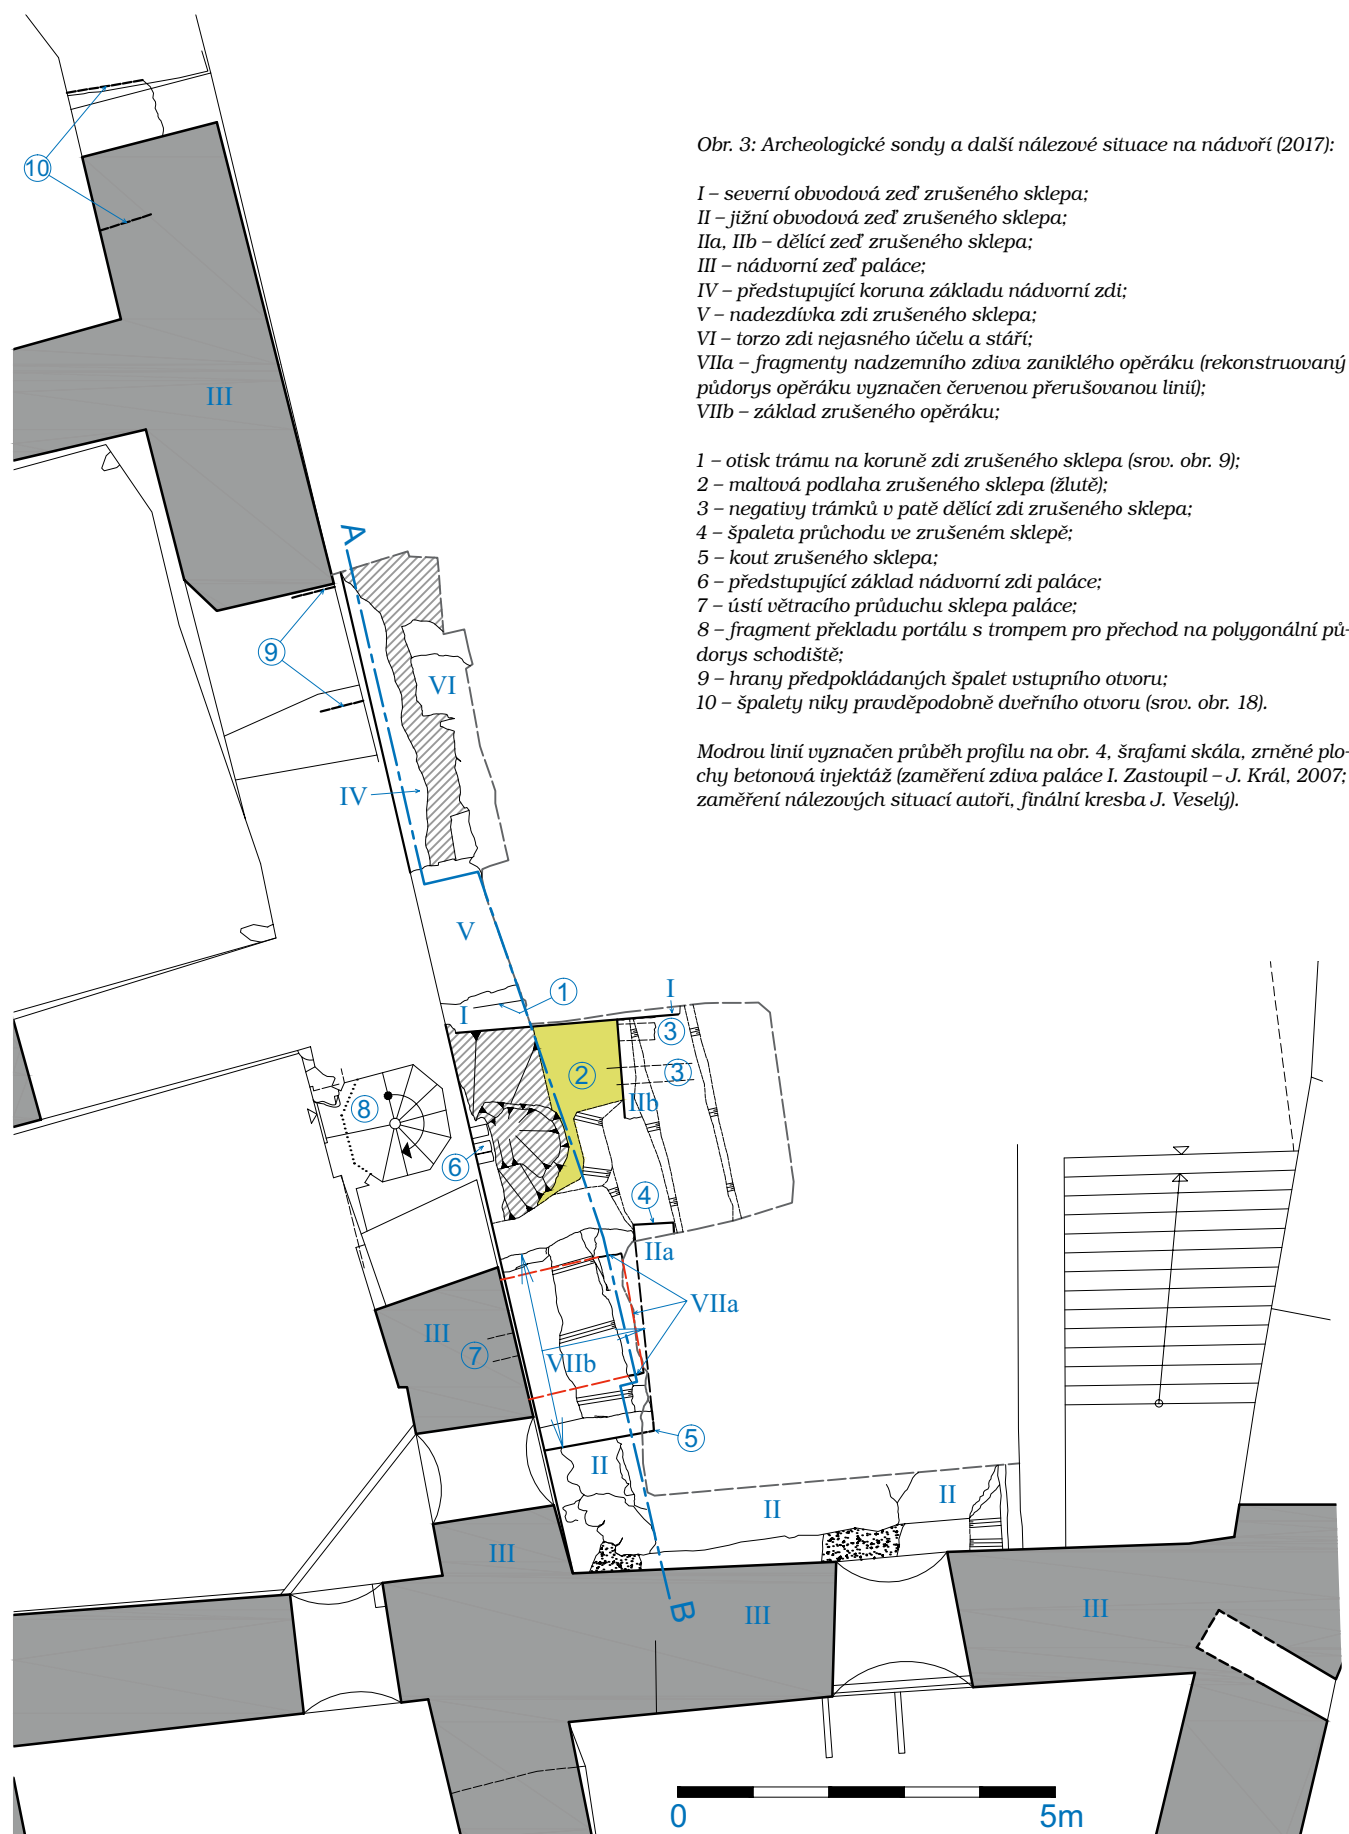 Obr. 3: Archeologické sondy a další nálezové situace na nádvoří (2017):
I – severní obvodová zeď zrušeného sklepa;
II – jižní obvodová zeď zrušeného sklepa;
IIa, IIb – dělící zeď zrušeného sklepa;
III – nádvorní zeď paláce;
IV – předstupující koruna základu nádvorní zdi;
V – nadezdívka zdi zrušeného sklepa;
VI – torzo zdi nejasného účelu a stáří;
VIIa – fragmenty nadzemního zdiva zaniklého opěráku (rekonstruovaný
půdorys opěráku vyznačen červenou přerušovanou linií);
VIIb – základ zrušeného opěráku;
1 – otisk trámu na koruně zdi zrušeného sklepa (srov. obr. 9);
2 – maltová podlaha zrušeného sklepa (žlutě);
3 – negativy trámků v patě dělící zdi zrušeného sklepa;
4 – špaleta průchodu ve zrušeném sklepě;
5 – kout zrušeného sklepa;
6 – předstupující základ nádvorní zdi paláce;
7 – ústí větracího průduchu sklepa paláce;
8 – fragment překladu portálu s trompem pro přechod na polygonální pů-
dorys schodiště;
9 – hrany předpokládaných špalet vstupního otvoru;
10 – špalety niky pravděpodobně dveřního otvoru (srov. obr. 18).
Modrou linií vyznačen průběh profilu na obr. 4, šrafami skála, zrněné plo-
chy betonová injektáž (zaměření zdiva paláce I. Zastoupil – J. Král, 2007;
zaměření nálezových situací autoři, finální kresba J. Veselý).
10
III
A
9
VI
IV
V
1
I
I
3
2
3
8
IIb
6
4
IIa
VIIa
III
7
VIIb
5
II
II
II
III
B
III
III
0
5m